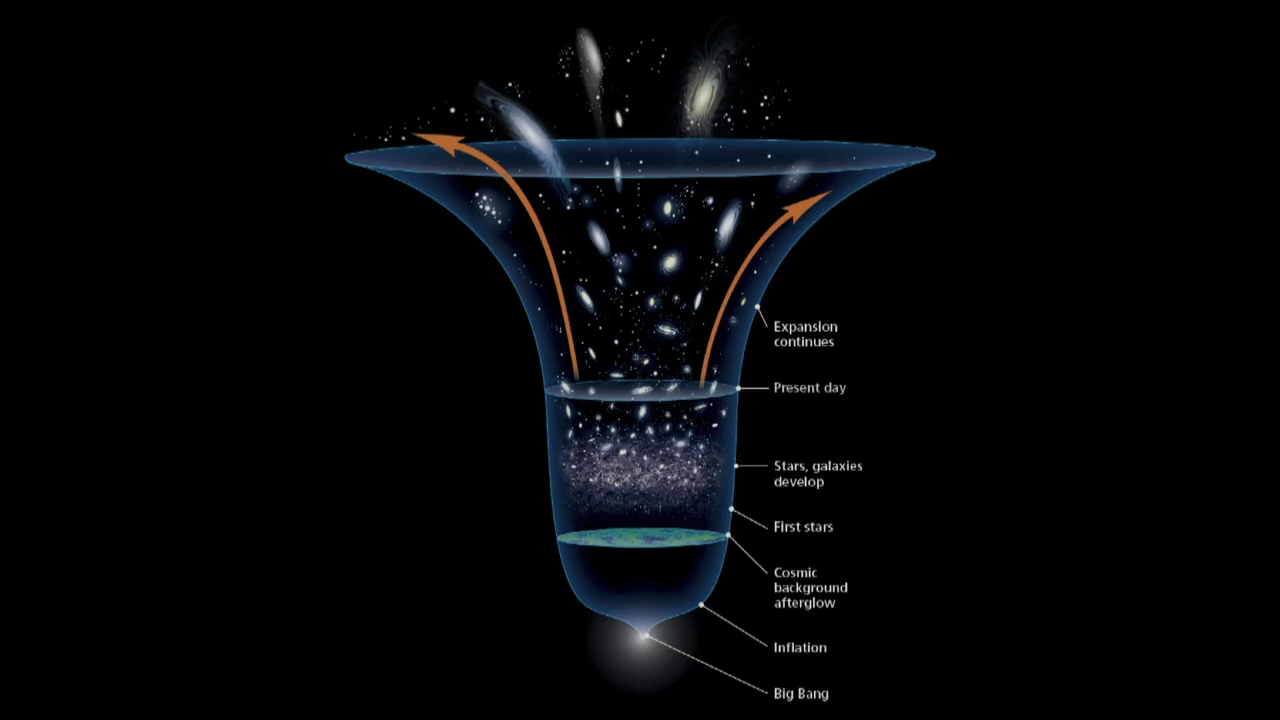 Expansion
continues
Present day
Stars, galaxies
develop
First stars
Cosmic
background
afterglow
Inflation
Big Bang